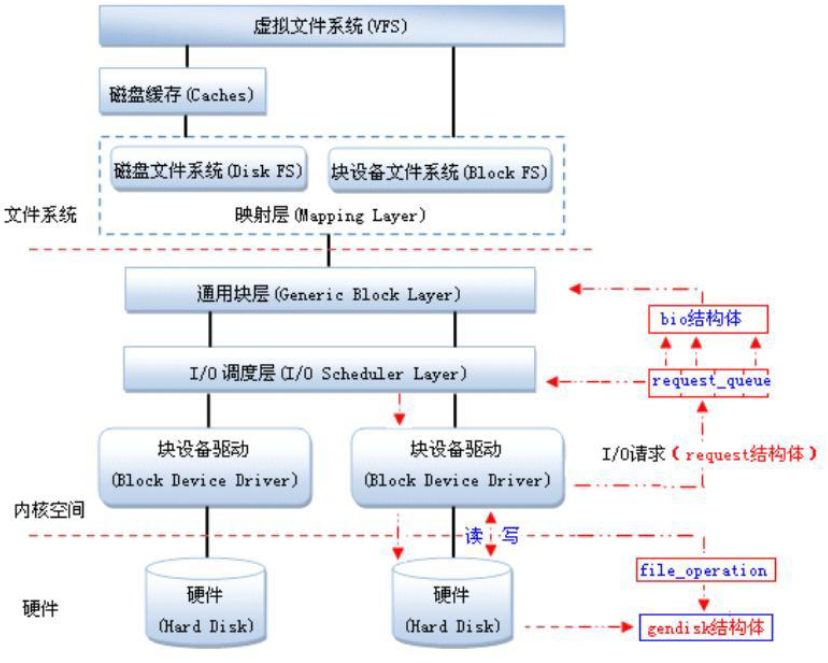 虚拟文件系统(VFS)
磁盘缓存(Caches)
磁盘文件系统(Disk FS)
块设备文件系统(Block FS)
映射层(Mapping Layer)
文件系统
通用块层(Generic Block Layer)
bio结构体
I/O 调度层(I/O Scheduler Layer)
request_queue
块设备驱动
(Block Device Driver)
块设备驱动
(Block Device Driver)
I/O请求(request结构体)
内核空间
读 写
file_operation
硬件
硬件
(Hard Disk)
硬件
(Hard Disk)
gendisk结构体